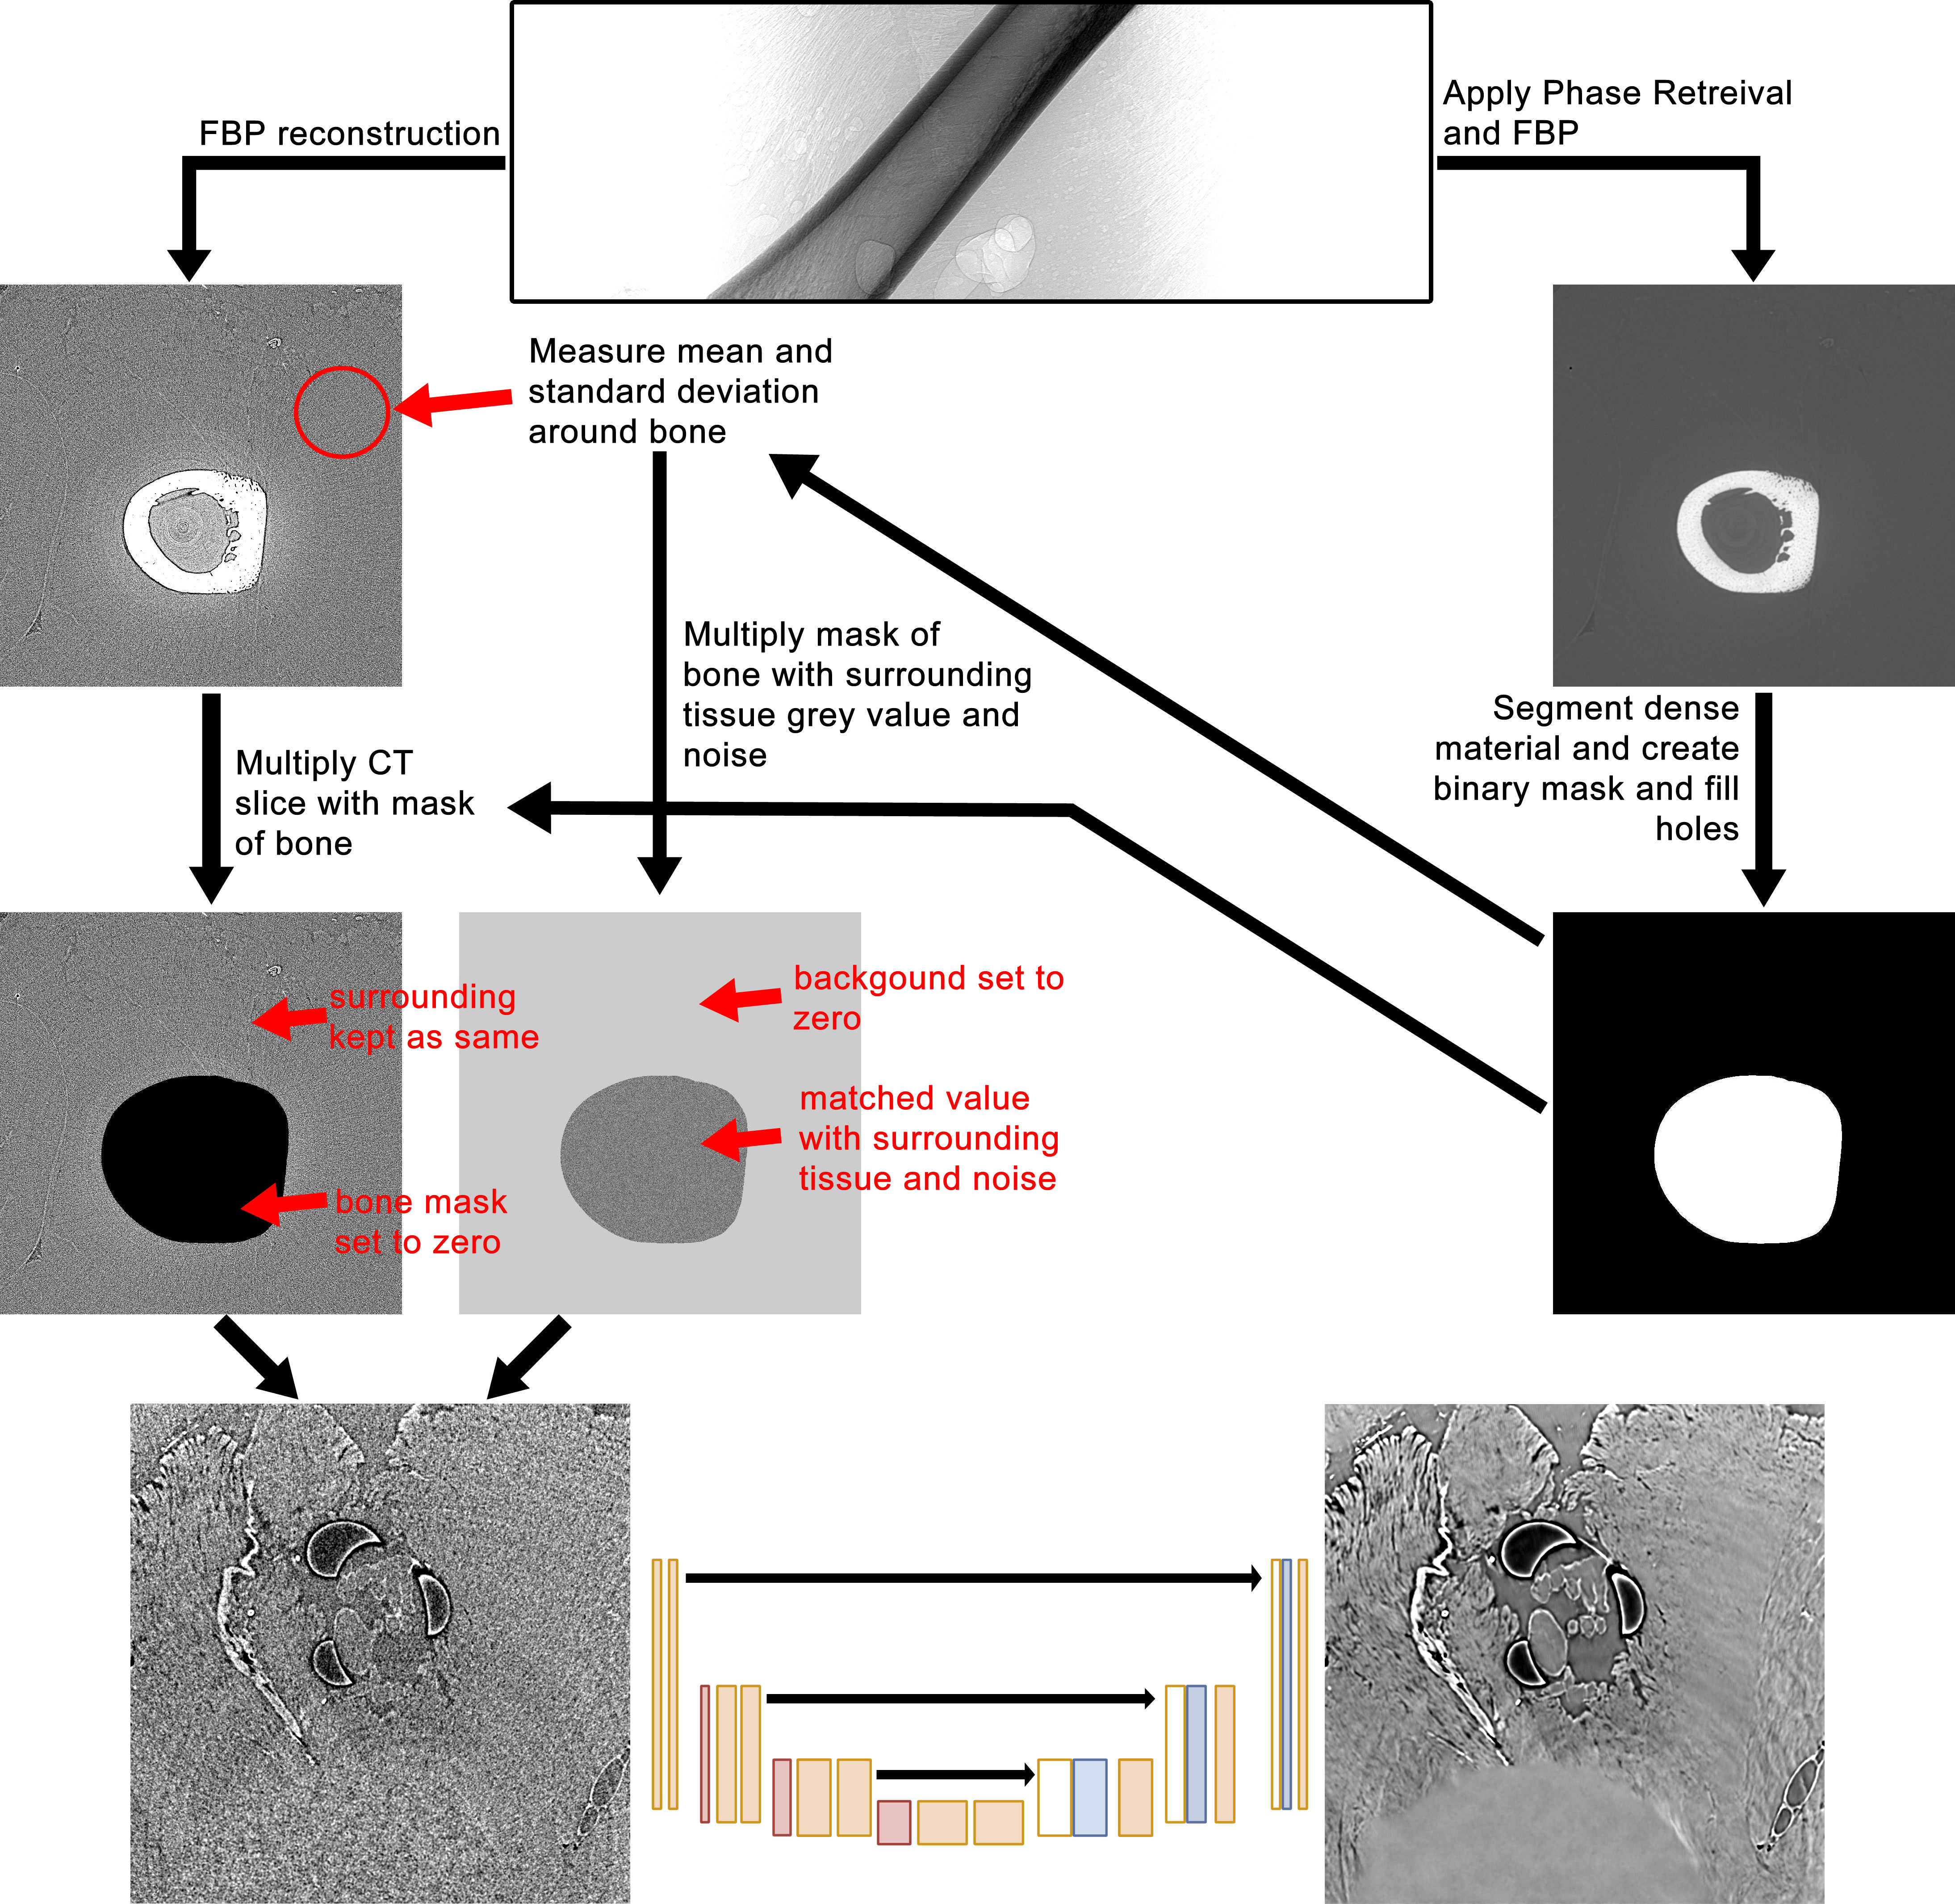 FBP reconstruction
Apply Phase Retreival
and FBP
Measure mean and
standard deviation
around bone
Multiply mask of
bone with surrounding
tissue grey value and
noise
Segment dense
material and create
binary mask and fill
holes
Multiply CT
slice with mask
of bone
surrounding
kept as same
bone mask
set to zero
backgound set to
zero
matched value
with surrounding
tissue and noise